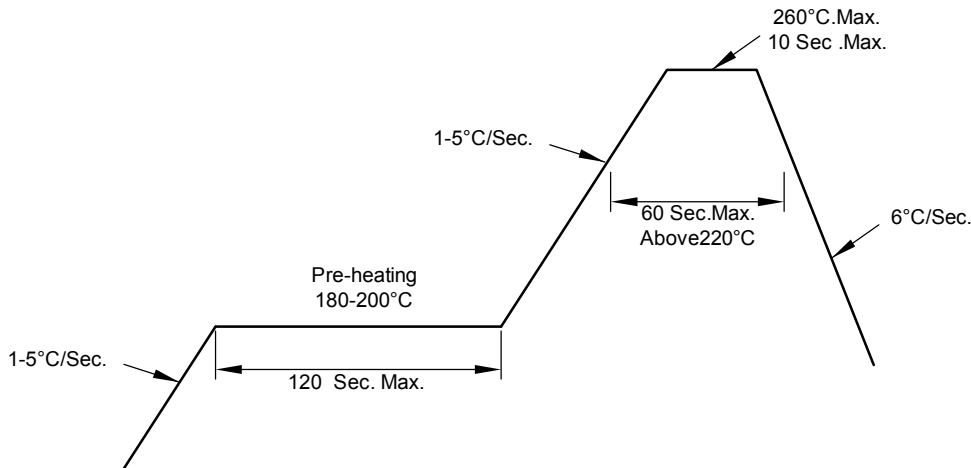 260°C.Max.
10 Sec .Max.
1-5°C/Sec.
60 Sec.Max.
Above220°C
6°C/Sec.
Pre-heating
180-200°C
1-5°C/Sec.
120 Sec. Max.